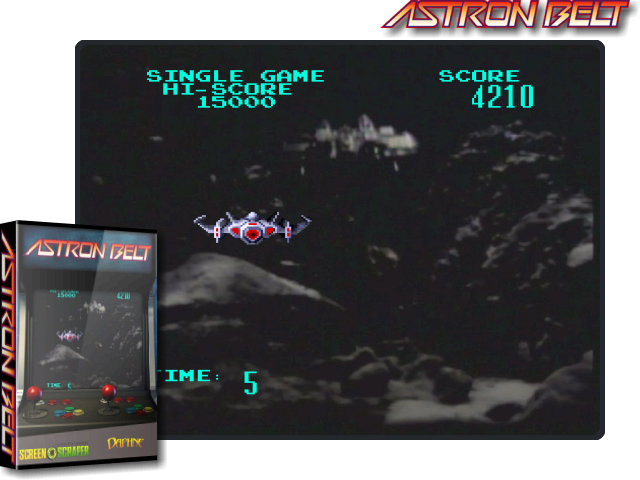 ASTRON BELT
SINGLE GAME
HI-SCORE
15000
SCORE
4210
TIME: 5
ASTRON BELT
ASTRON BELT
15000
4210
TIME:
SCREEN SCRAPER
DAPHNE